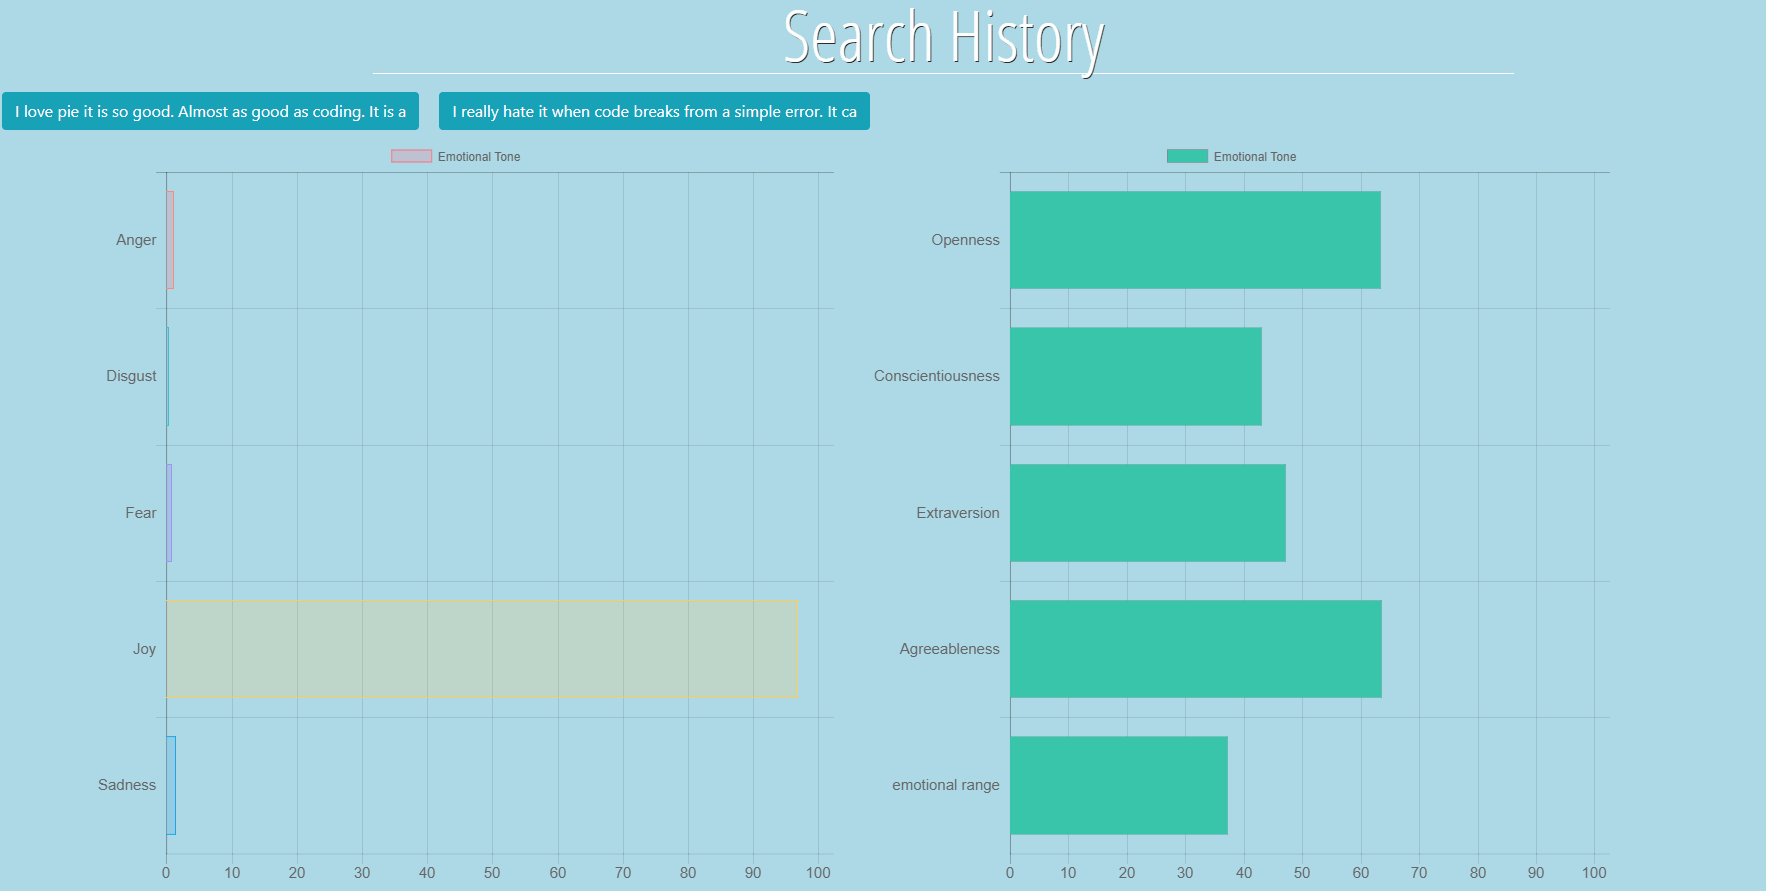 Search History
I love pie it is so good. Almost as good as coding. It is a
I really hate it when code breaks from a simple error. It ca
Emotional Tone
Anger
Disgust
Fear
Joy
Sadness
0 10 20 30 40 50 60 70 80 90 100
Emotional Tone
Openness
Conscientiousness
Extraversion
Agreeableness
emotional range
0 10 20 30 40 50 60 70 80 90 100